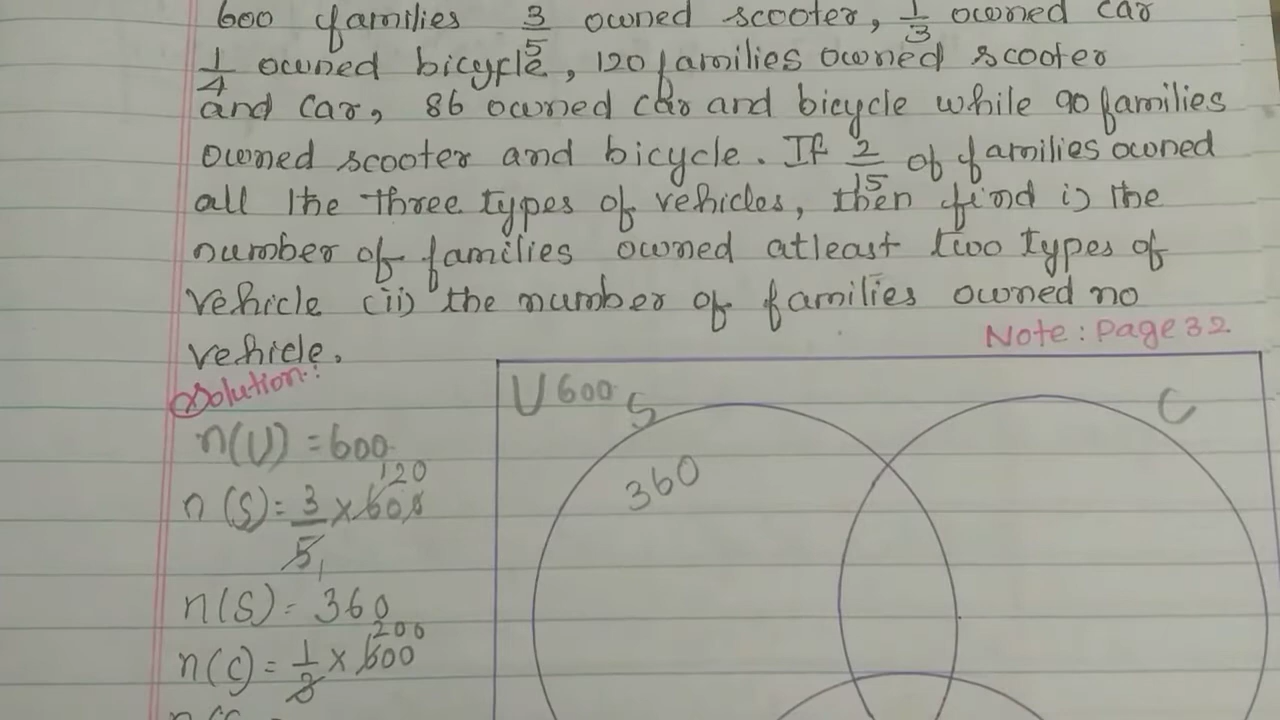 600 families 3/5 owned scooter, 1/3 owned car
1/4 owned bicycle, 120 families owned scooter
and car, 86 owned car and bicycle while 90 families
owned scooter and bicycle. If 2/15 of families owned
all the three types of vehicles, then find i) the
number of families owned atleast two types of
vehicle (ii) the number of families owned no
vehicle.
Note: Page 32
Solution:
U 600
S
C
n(U) = 600
360
120
n(S) = 3/5 × 600
1
n(S) = 360
200
n(C) = 1/3 × 600